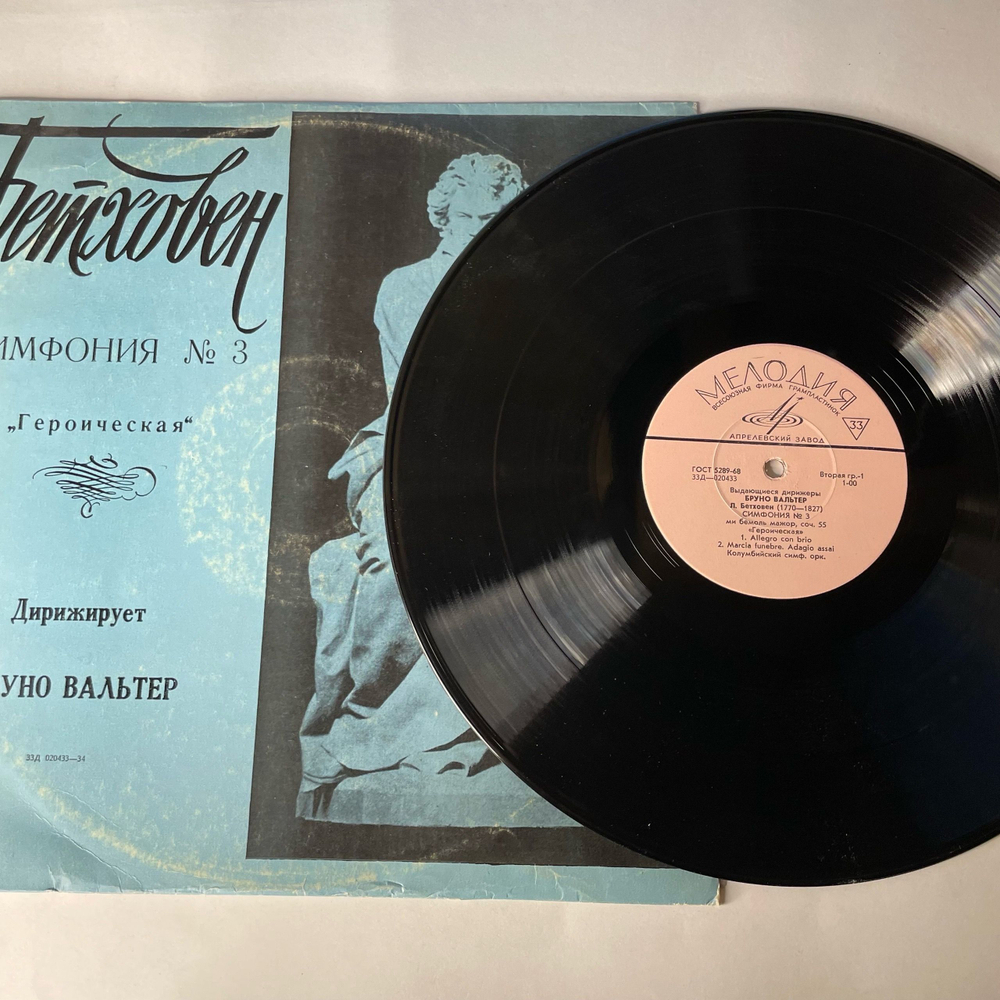 Бетховен
ИМФОНИЯ № 3
„Героическая“
Дирижирует
УНО ВАЛЬТЕР
33Д 020433—34
МЕЛОДИЯ
ВСЕСОЮЗНАЯ ФИРМА ГРАМПЛАСТИНОК
33
АПРЕЛЕВСКИЙ ЗАВОД
ГОСТ 5289-68 Вторая гр.-1
33Д—020433 1-00
Выдающиеся дирижеры
БРУНО ВАЛЬТЕР
Л. Бетховен (1770—1827)
СИМФОНИЯ № 3
ми бемоль мажор, соч. 55
«Героическая»
1. Allegro con brio
2. Marcia funebre. Adagio assai
Колумбийский симф. орк.